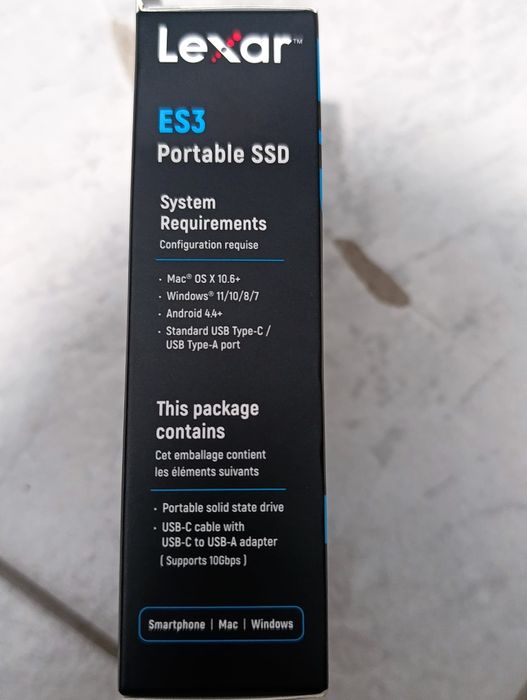 Lexar™
ES3
Portable SSD
System
Requirements
Configuration requise
· Mac® OS X 10.6+
· Windows® 11/10/8/7
· Android 4.4+
· Standard USB Type-C /
USB Type-A port
This package
contains
Cet emballage contient
les éléments suivants
· Portable solid state drive
· USB-C cable with
USB-C to USB-A adapter
( Supports 10Gbps )
Smartphone | Mac | Windows